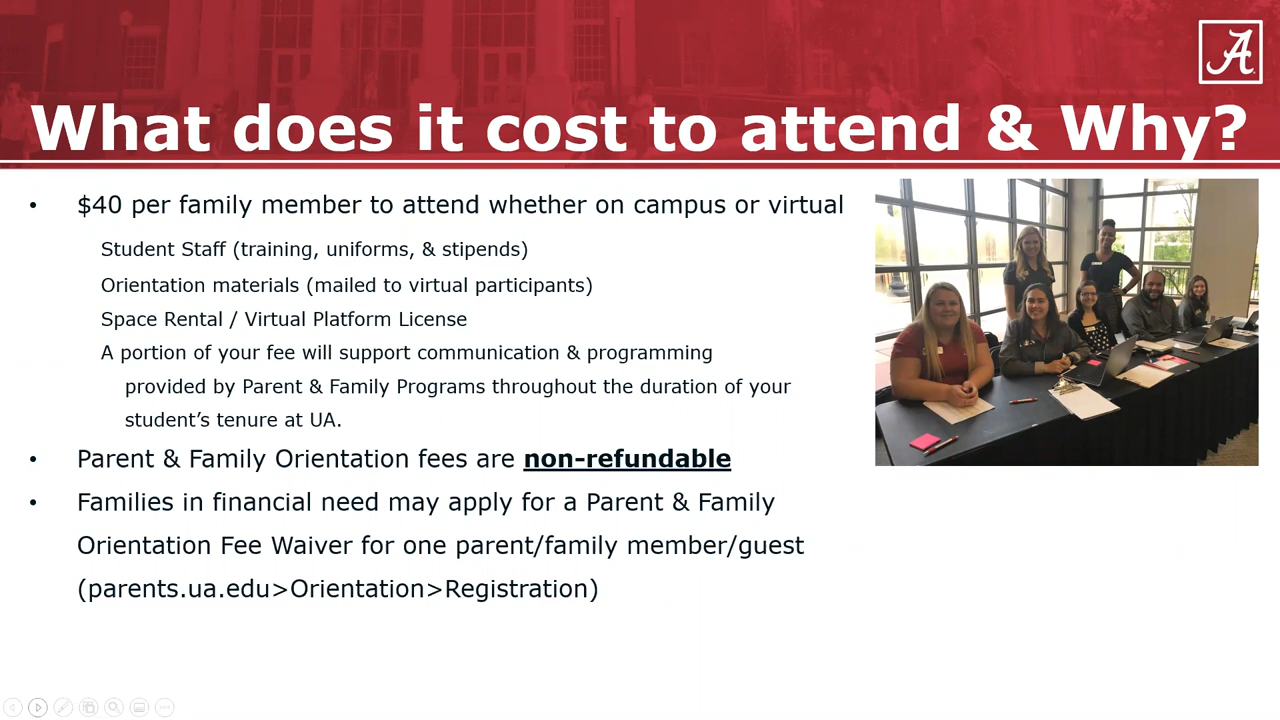 A
What does it cost to attend & Why?
• $40 per family member to attend whether on campus or virtual
Student Staff (training, uniforms, & stipends)
Orientation materials (mailed to virtual participants)
Space Rental / Virtual Platform License
A portion of your fee will support communication & programming
provided by Parent & Family Programs throughout the duration of your
student’s tenure at UA.
• Parent & Family Orientation fees are non-refundable
• Families in financial need may apply for a Parent & Family
Orientation Fee Waiver for one parent/family member/guest
(parents.ua.edu>Orientation>Registration)